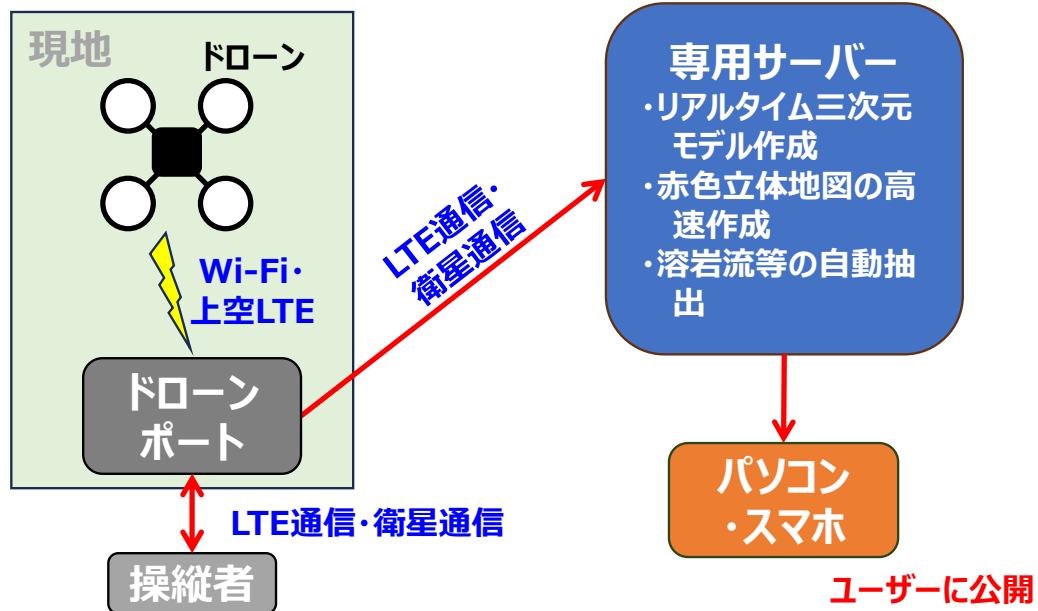 現地
ドローン
Wi-Fi・
上空LTE
ドローン
ポート
LTE通信・衛星通信
操縦者
LTE通信・
衛星通信
専用サーバー
・リアルタイム三次元
モデル作成
・赤色立体地図の高
速作成
・溶岩流等の自動抽
出
パソコン
・スマホ
ユーザーに公開